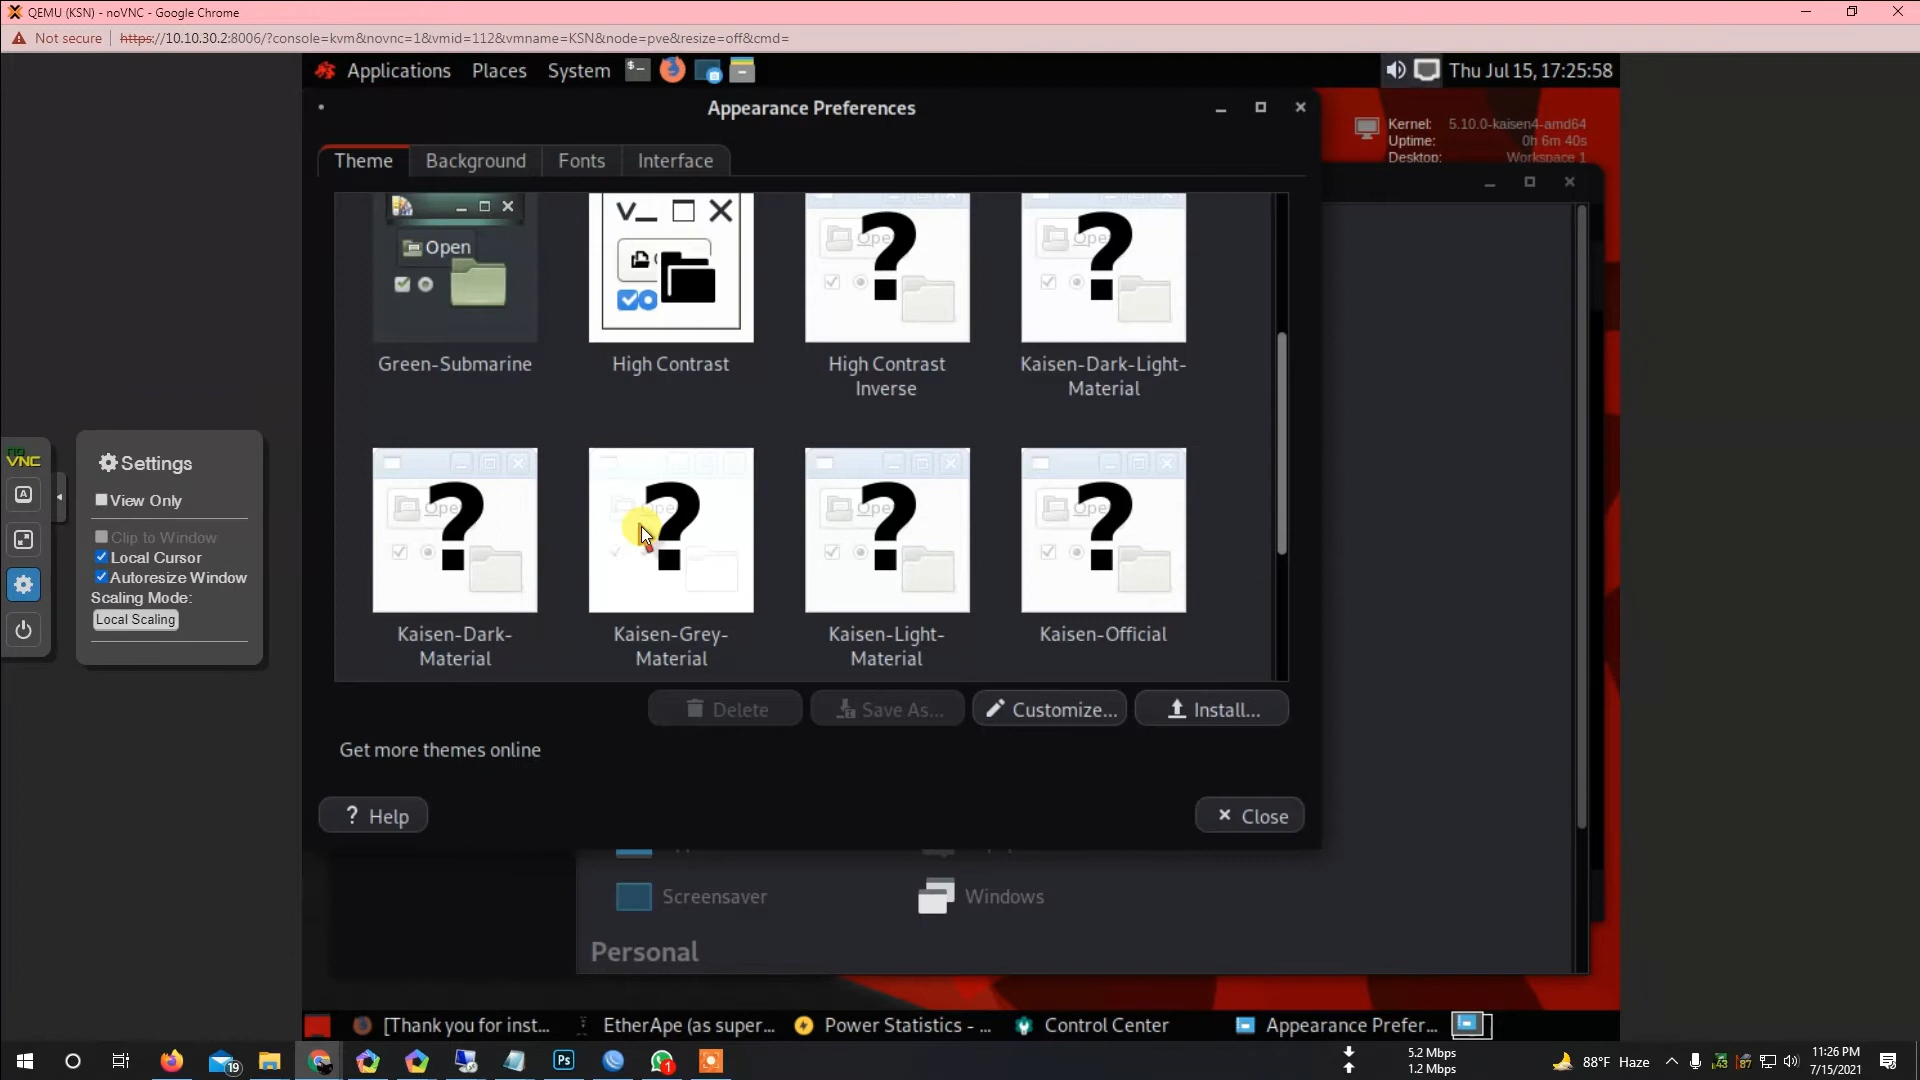 QEMU (KSN) - noVNC - Google Chrome
Not secure https://10.10.30.2:8006/?console=kvm&novnc=1&vmid=112&vmname=KSN&node=pve&resize=off&cmd=
Applications Places System Thu Jul 15, 17:25:58
Appearance Preferences
Kernel: 5.10.0-kaisen4-amd64
Uptime: 0h 6m 40s
Desktop: Workspace 1
Theme Background Fonts Interface
Open
Green-Submarine
High Contrast
High Contrast
Inverse
Kaisen-Dark-Light-
Material
Kaisen-Dark-
Material
Kaisen-Grey-
Material
Kaisen-Light-
Material
Kaisen-Official
Delete Save As... Customize... Install...
Get more themes online
? Help
Close
Screensaver
Windows
Personal
no
VNC
A
Settings
View Only
Clip to Window
Local Cursor
Autoresize Window
Scaling Mode:
Local Scaling
[Thank you for inst... EtherApe (as super... Power Statistics - ... Control Center Appearance Prefer...
19
Ps
1
5.2 Mbps
1.2 Mbps
88°F Haze
11:26 PM
7/15/2021